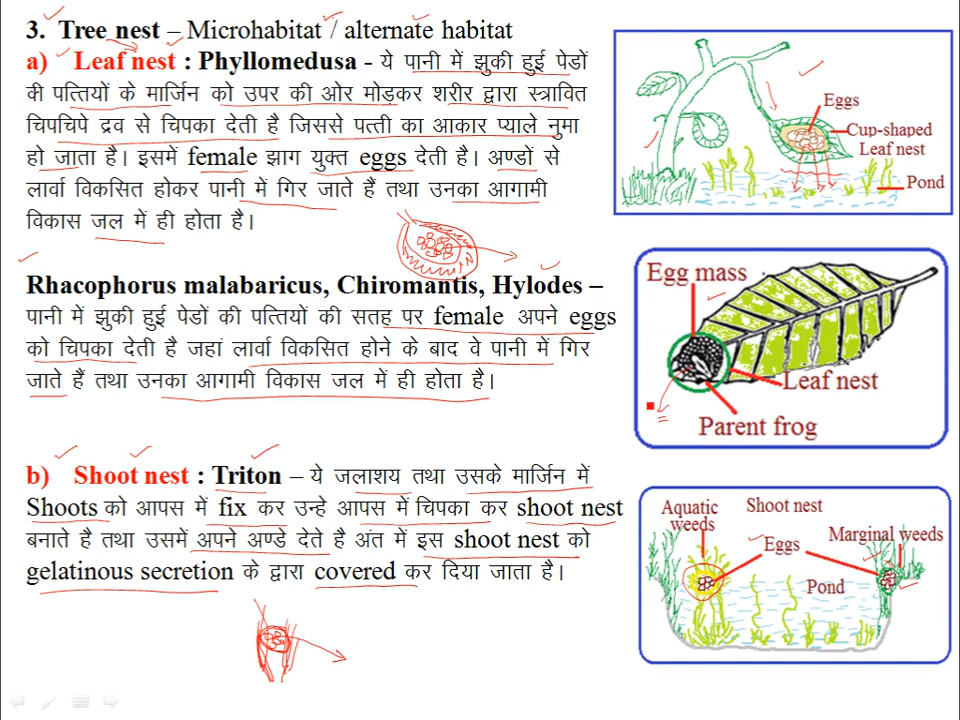 3. Tree nest – Microhabitat / alternate habitat
a) Leaf nest : Phyllomedusa - ये पानी में झुकी हुई पेडों
की पत्तियों के मार्जिन को उपर की ओर मोड़कर शरीर द्वारा स्त्रावित
चिपचिपे द्रव से चिपका देती है जिससे पत्ती का आकार प्याले नुमा
हो जाता है। इसमें female झाग युक्त eggs देती है। अण्डों से
लार्वा विकसित होकर पानी में गिर जाते हैं तथा उनका आगामी
विकास जल में ही होता है।
Eggs
Cup-shaped
Leaf nest
Pond
Rhacophorus malabaricus, Chiromantis, Hylodes –
पानी में झुकी हुई पेडों की पत्तियों की सतह पर female अपने eggs
को चिपका देती है जहां लार्वा विकसित होने के बाद वे पानी में गिर
जाते हैं तथा उनका आगामी विकास जल में ही होता है।
Egg mass
Leaf nest
Parent frog
b) Shoot nest : Triton – ये जलाशय तथा उसके मार्जिन में
Shoots को आपस में fix कर उन्हे आपस में चिपका कर shoot nest
बनाते है तथा उसमें अपने अण्डे देते है अंत में इस shoot nest को
gelatinous secretion के द्वारा covered कर दिया जाता है।
Aquatic
weeds
Shoot nest
Marginal weeds
Eggs
Pond